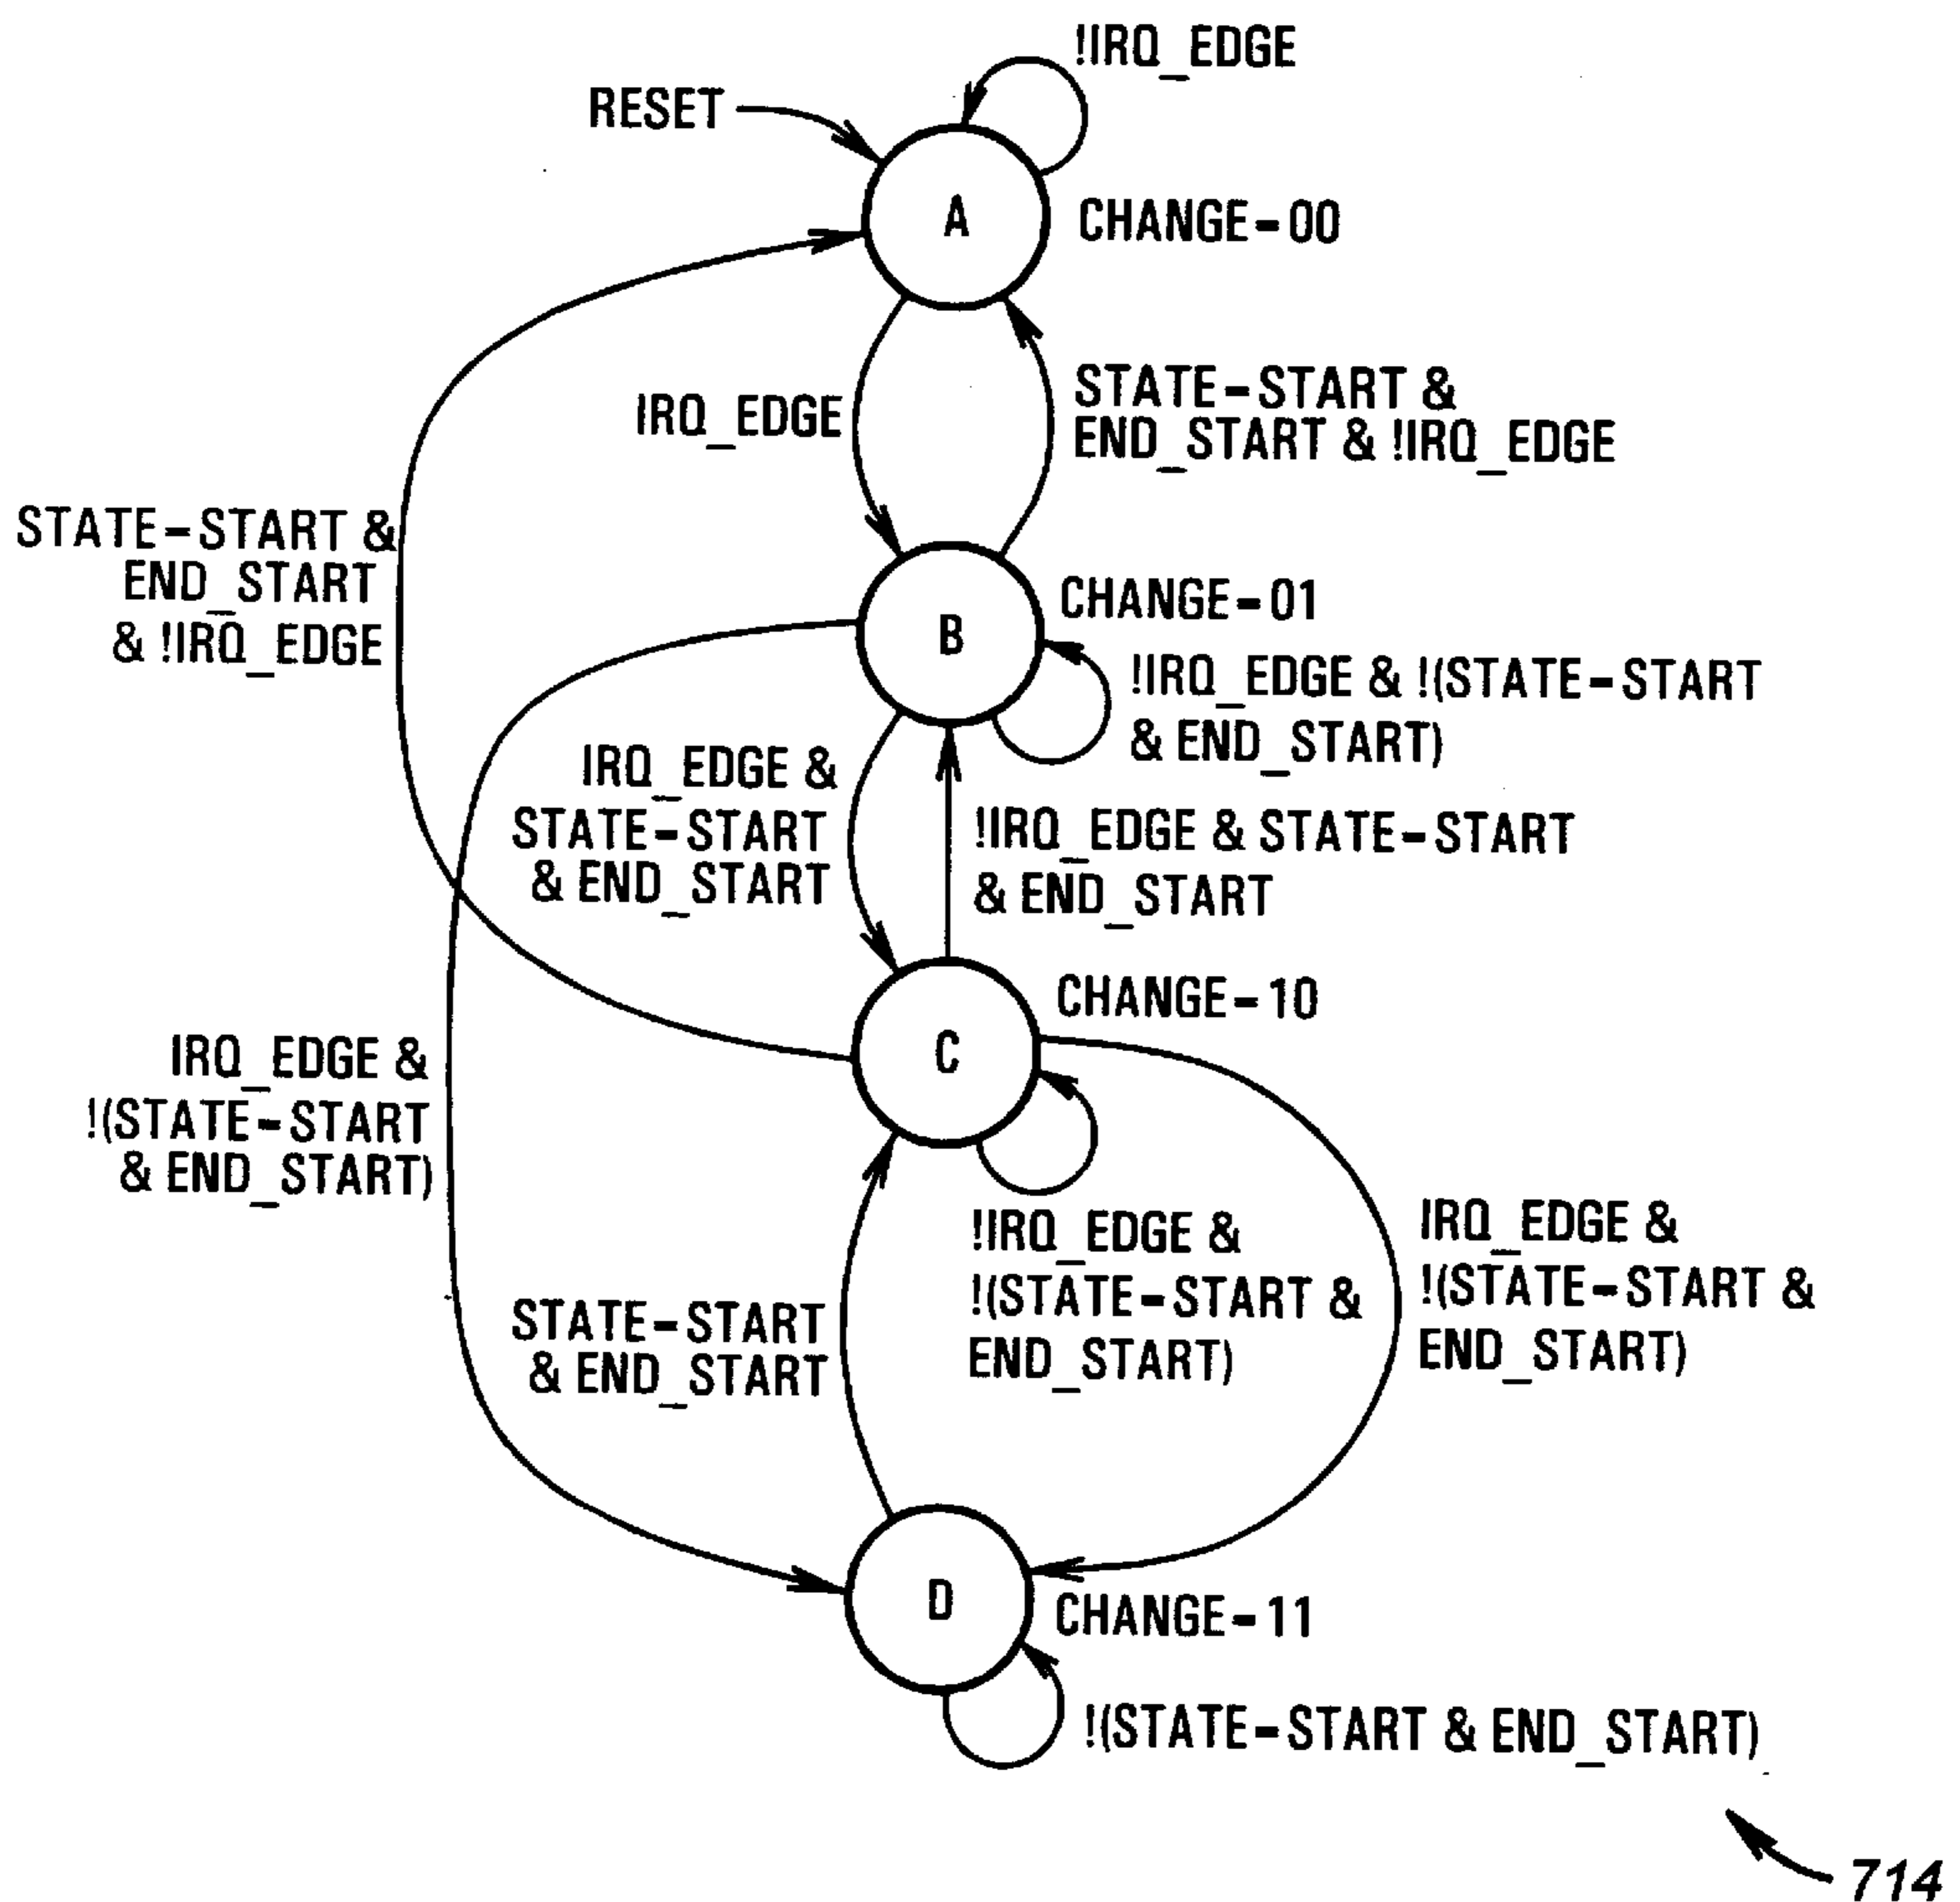 !IRQ_EDGE
RESET
A
CHANGE=00
IRQ_EDGE
STATE=START &
END_START & !IRQ_EDGE
STATE=START &
END_START
& !IRQ_EDGE
B
CHANGE=01
!IRQ_EDGE & !(STATE=START
& END_START)
IRQ_EDGE &
STATE=START
& END_START
!IRQ_EDGE & STATE=START
& END_START
C
CHANGE=10
IRQ_EDGE &
!(STATE=START
& END_START)
STATE=START
& END_START
!IRQ_EDGE &
!(STATE=START &
END_START)
IRQ_EDGE &
!(STATE=START &
END_START)
D
CHANGE=11
!(STATE=START & END_START)
714